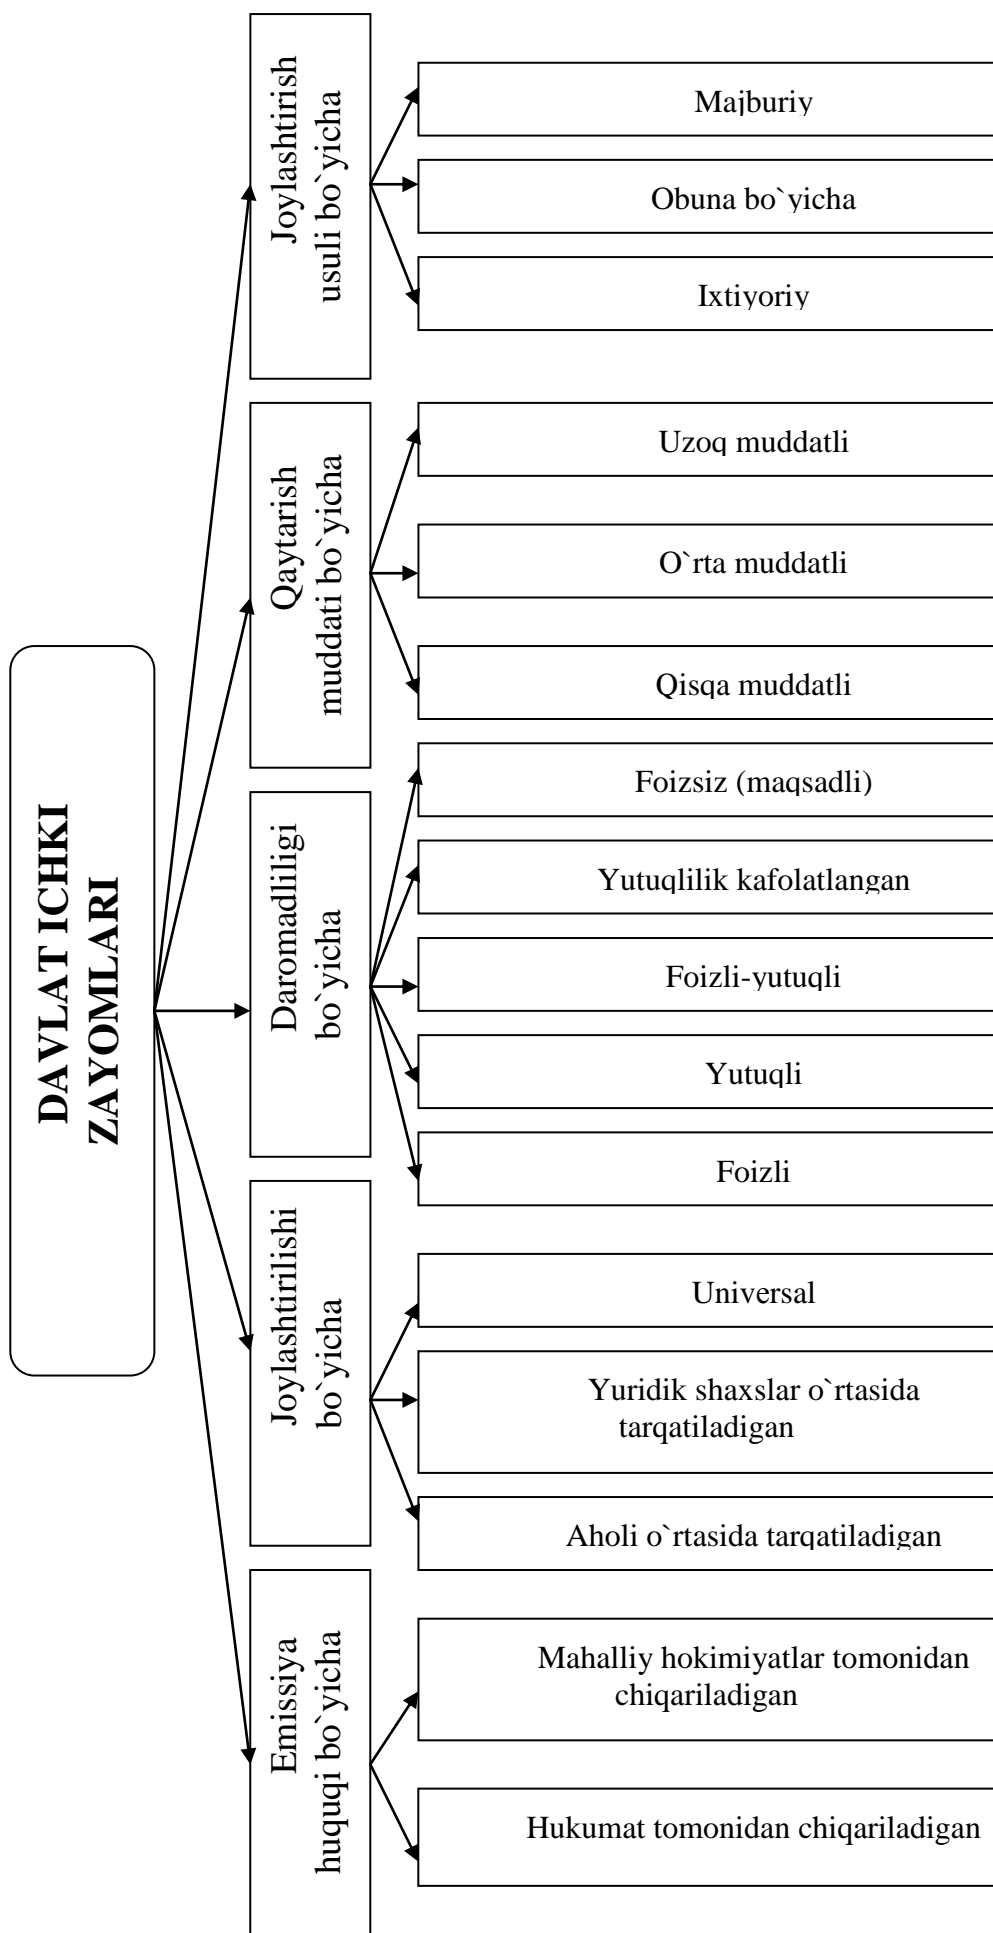 DAVLAT ICHKI
ZAYOMLARI
Joylashtirish
usuli bo`yicha
Majburiy
Obuna bo`yicha
Ixtiyoriy
Qaytarish
muddati bo`yicha
Uzoq muddatli
O`rta muddatli
Qisqa muddatli
Daromadliligi
bo`yicha
Foizsiz (maqsadli)
Yutuqlilik kafolatlangan
Foizli-yutuqli
Yutuqli
Foizli
Joylashtirilishi
bo`yicha
Universal
Yuridik shaxslar o`rtasida
tarqatiladigan
Aholi o`rtasida tarqatiladigan
Emissiya
huquqi bo`yicha
Mahalliy hokimiyatlar tomonidan
chiqariladigan
Hukumat tomonidan chiqariladigan